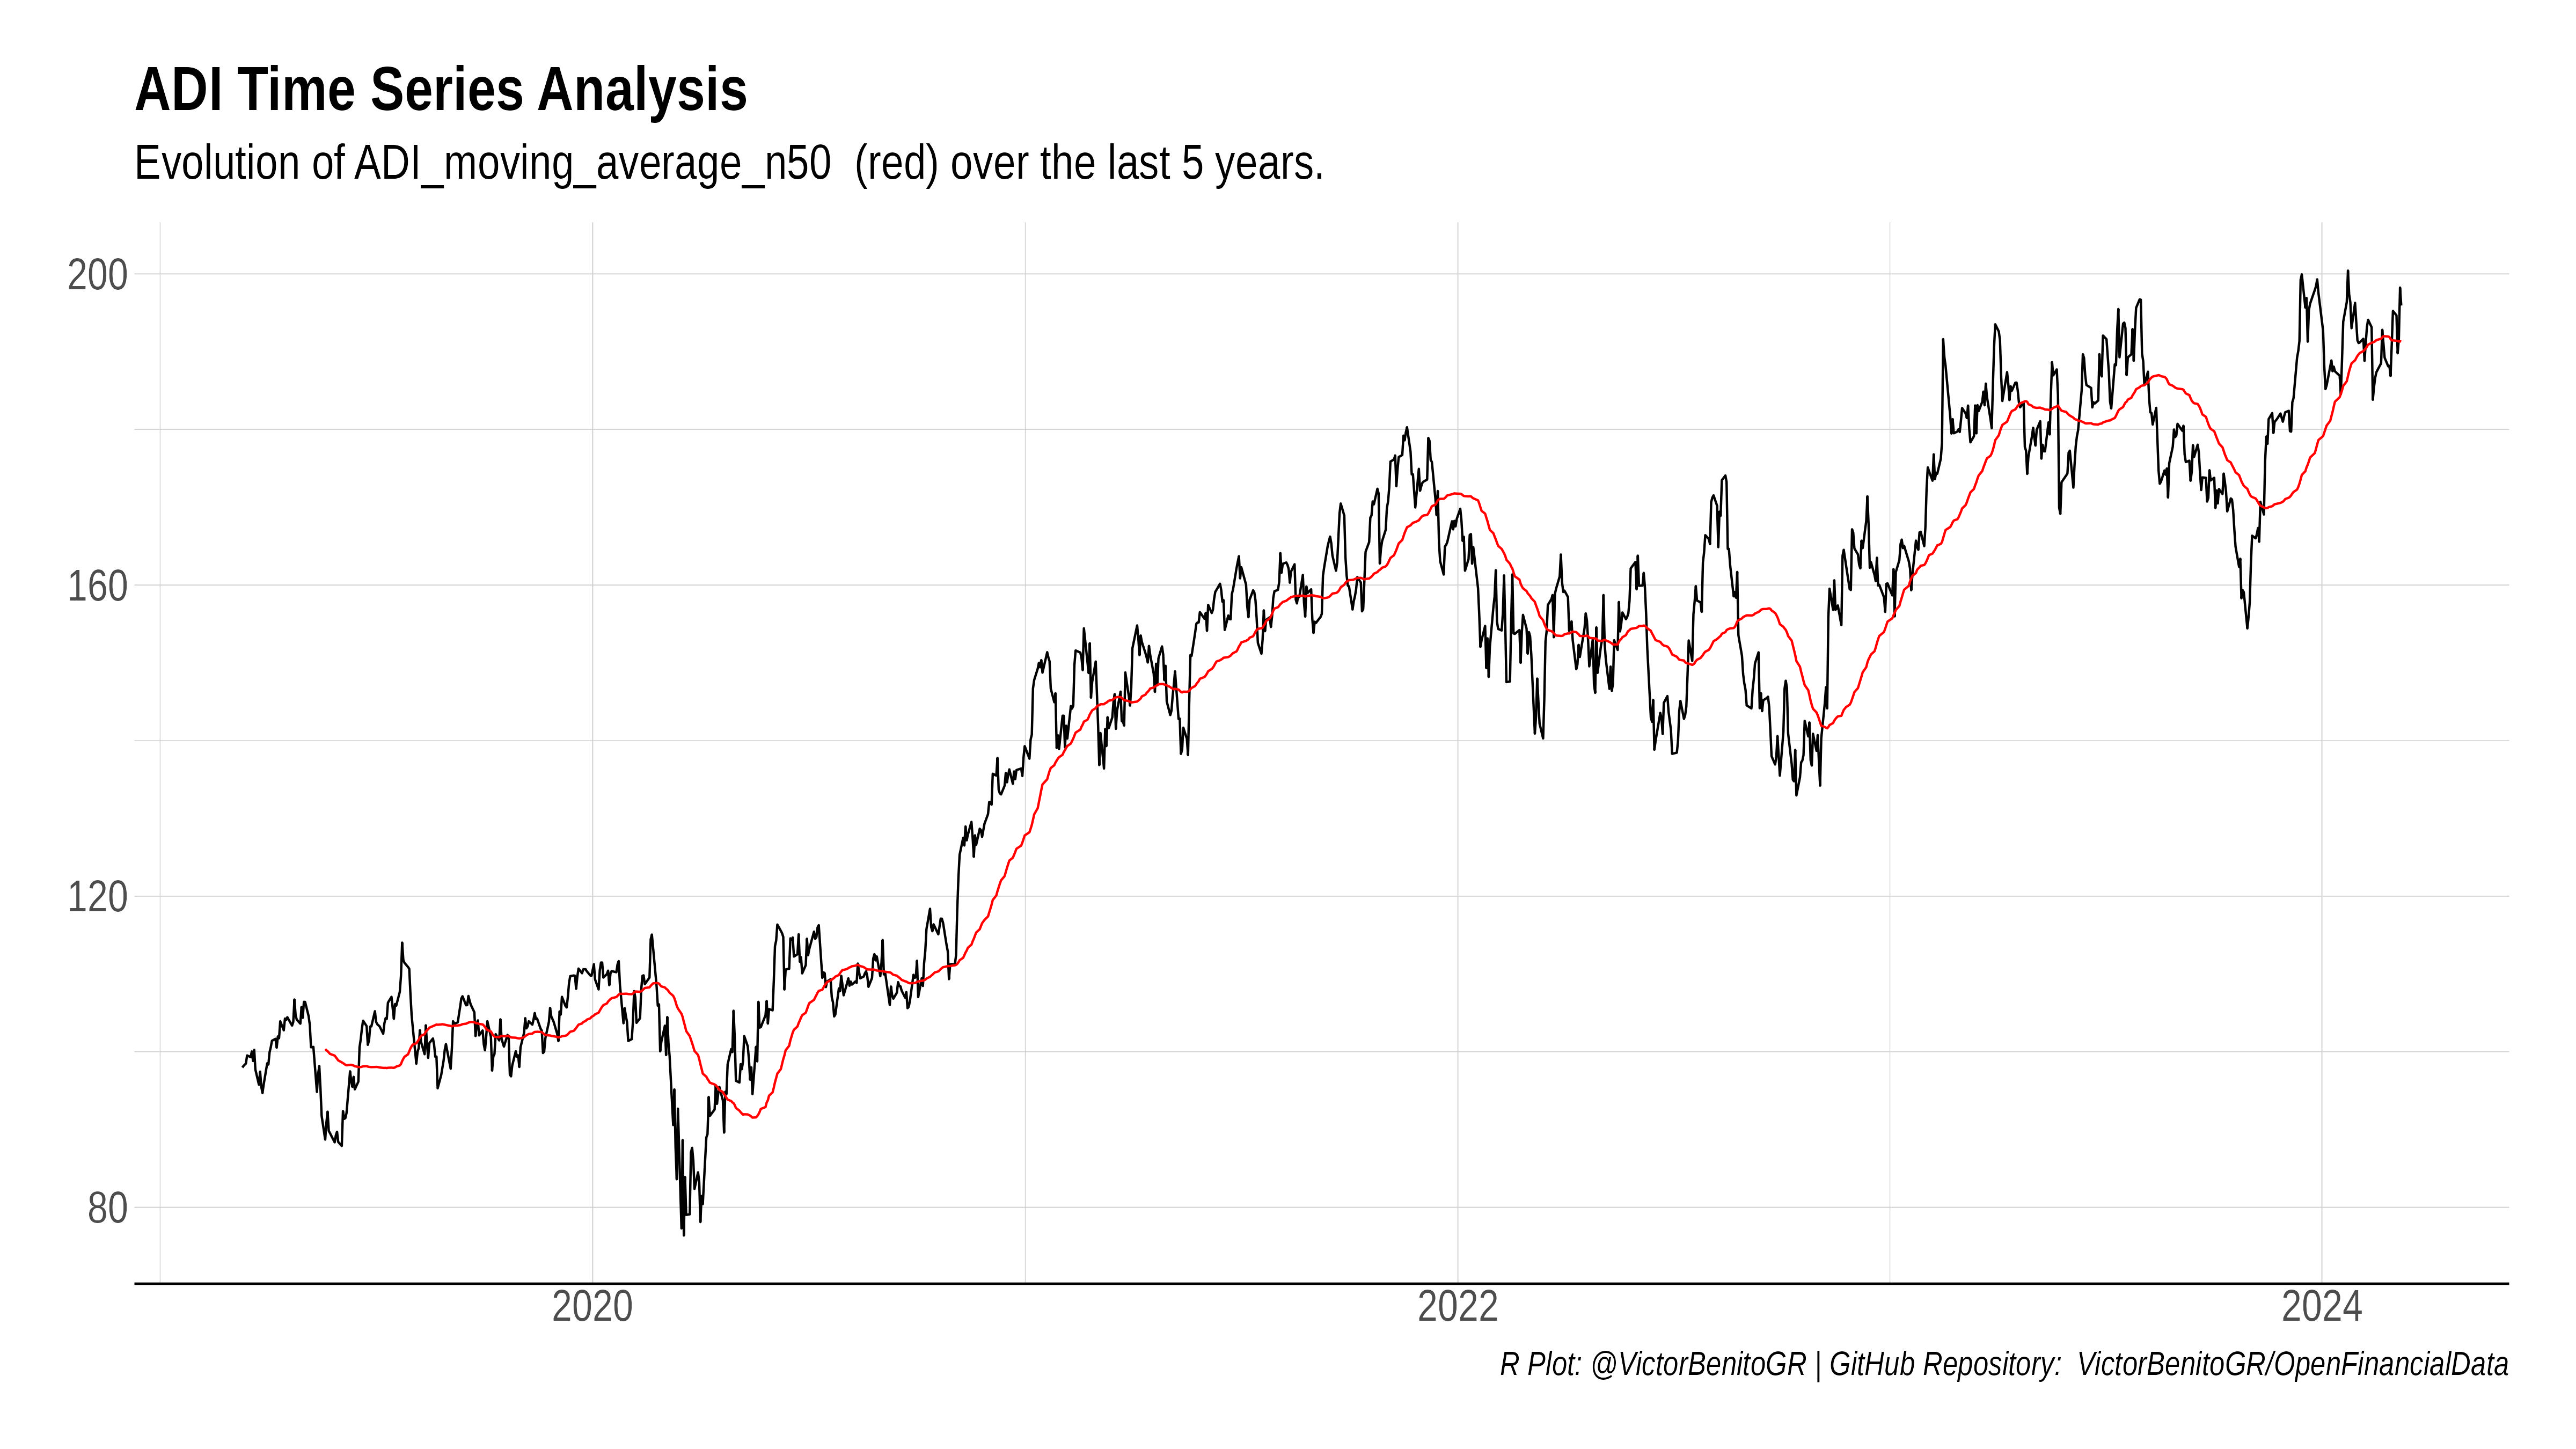 ADI Time Series Analysis
Evolution of ADI_moving_average_n50  (red) over the last 5 years.
200
160
120
80
2020 2022 2024
R Plot: @VictorBenitoGR | GitHub Repository:  VictorBenitoGR/OpenFinancialData